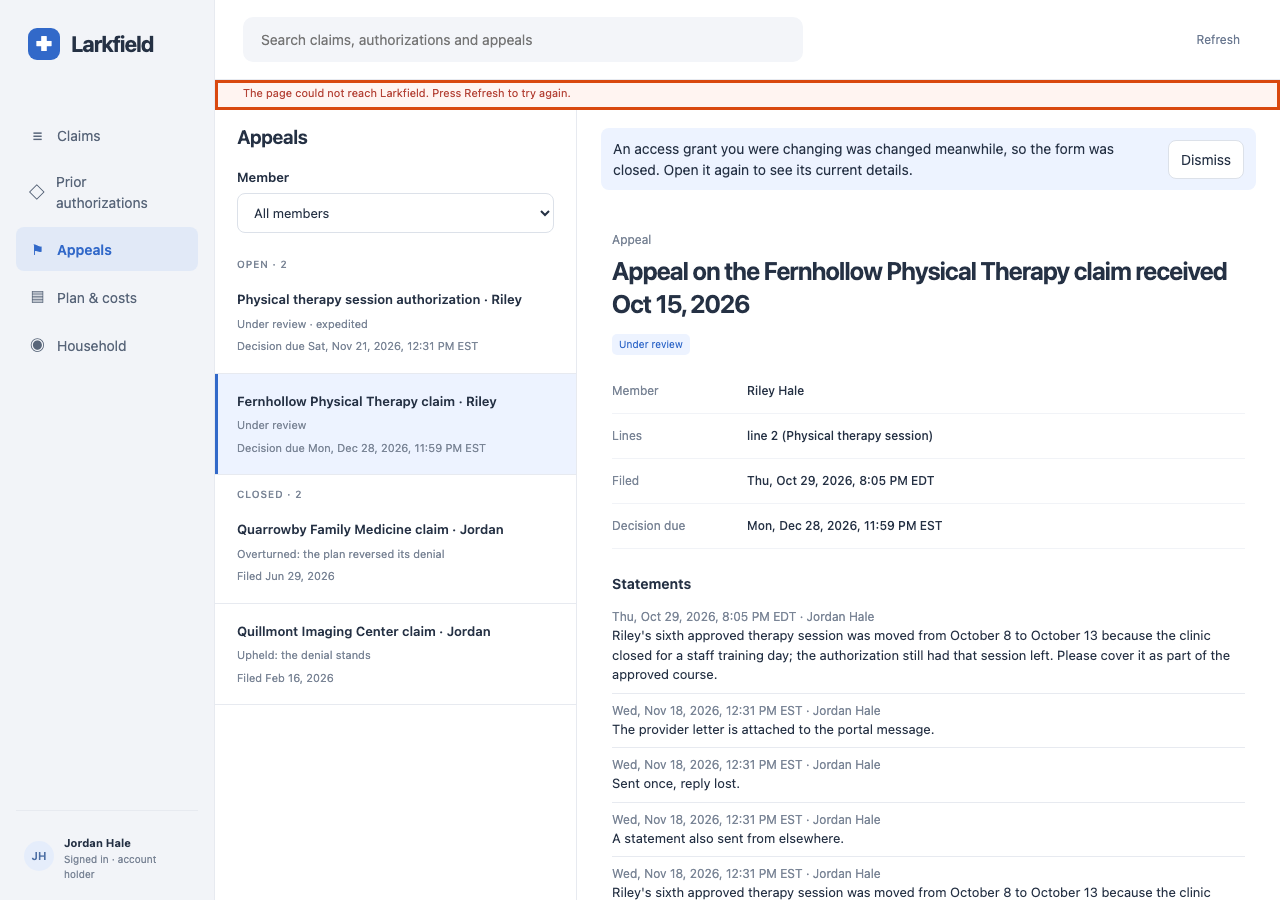 Larkfield
Search claims, authorizations and appeals
Refresh
The page could not reach Larkfield. Press Refresh to try again.
Claims
Prior
authorizations
Appeals
Plan & costs
Household
Jordan Hale
JH
Signed in · account
holder
Appeals
Member
All members
OPEN · 2
Physical therapy session authorization · Riley
Under review · expedited
Decision due Sat, Nov 21, 2026, 12:31 PM EST
Fernhollow Physical Therapy claim · Riley
Under review
Decision due Mon, Dec 28, 2026, 11:59 PM EST
CLOSED · 2
Quarrowby Family Medicine claim · Jordan
Overturned: the plan reversed its denial
Filed Jun 29, 2026
Quillmont Imaging Center claim · Jordan
Upheld: the denial stands
Filed Feb 16, 2026
An access grant you were changing was changed meanwhile, so the form was
closed. Open it again to see its current details.
Dismiss
Appeal
Appeal on the Fernhollow Physical Therapy claim received
Oct 15, 2026
Under review
Member Riley Hale
Lines line 2 (Physical therapy session)
Filed Thu, Oct 29, 2026, 8:05 PM EDT
Decision due Mon, Dec 28, 2026, 11:59 PM EST
Statements
Thu, Oct 29, 2026, 8:05 PM EDT · Jordan Hale
Riley's sixth approved therapy session was moved from October 8 to October 13 because the clinic
closed for a staff training day; the authorization still had that session left. Please cover it as part of the
approved course.
Wed, Nov 18, 2026, 12:31 PM EST · Jordan Hale
The provider letter is attached to the portal message.
Wed, Nov 18, 2026, 12:31 PM EST · Jordan Hale
Sent once, reply lost.
Wed, Nov 18, 2026, 12:31 PM EST · Jordan Hale
A statement also sent from elsewhere.
Wed, Nov 18, 2026, 12:31 PM EST · Jordan Hale
Riley's sixth approved therapy session was moved from October 8 to October 13 because the clinic